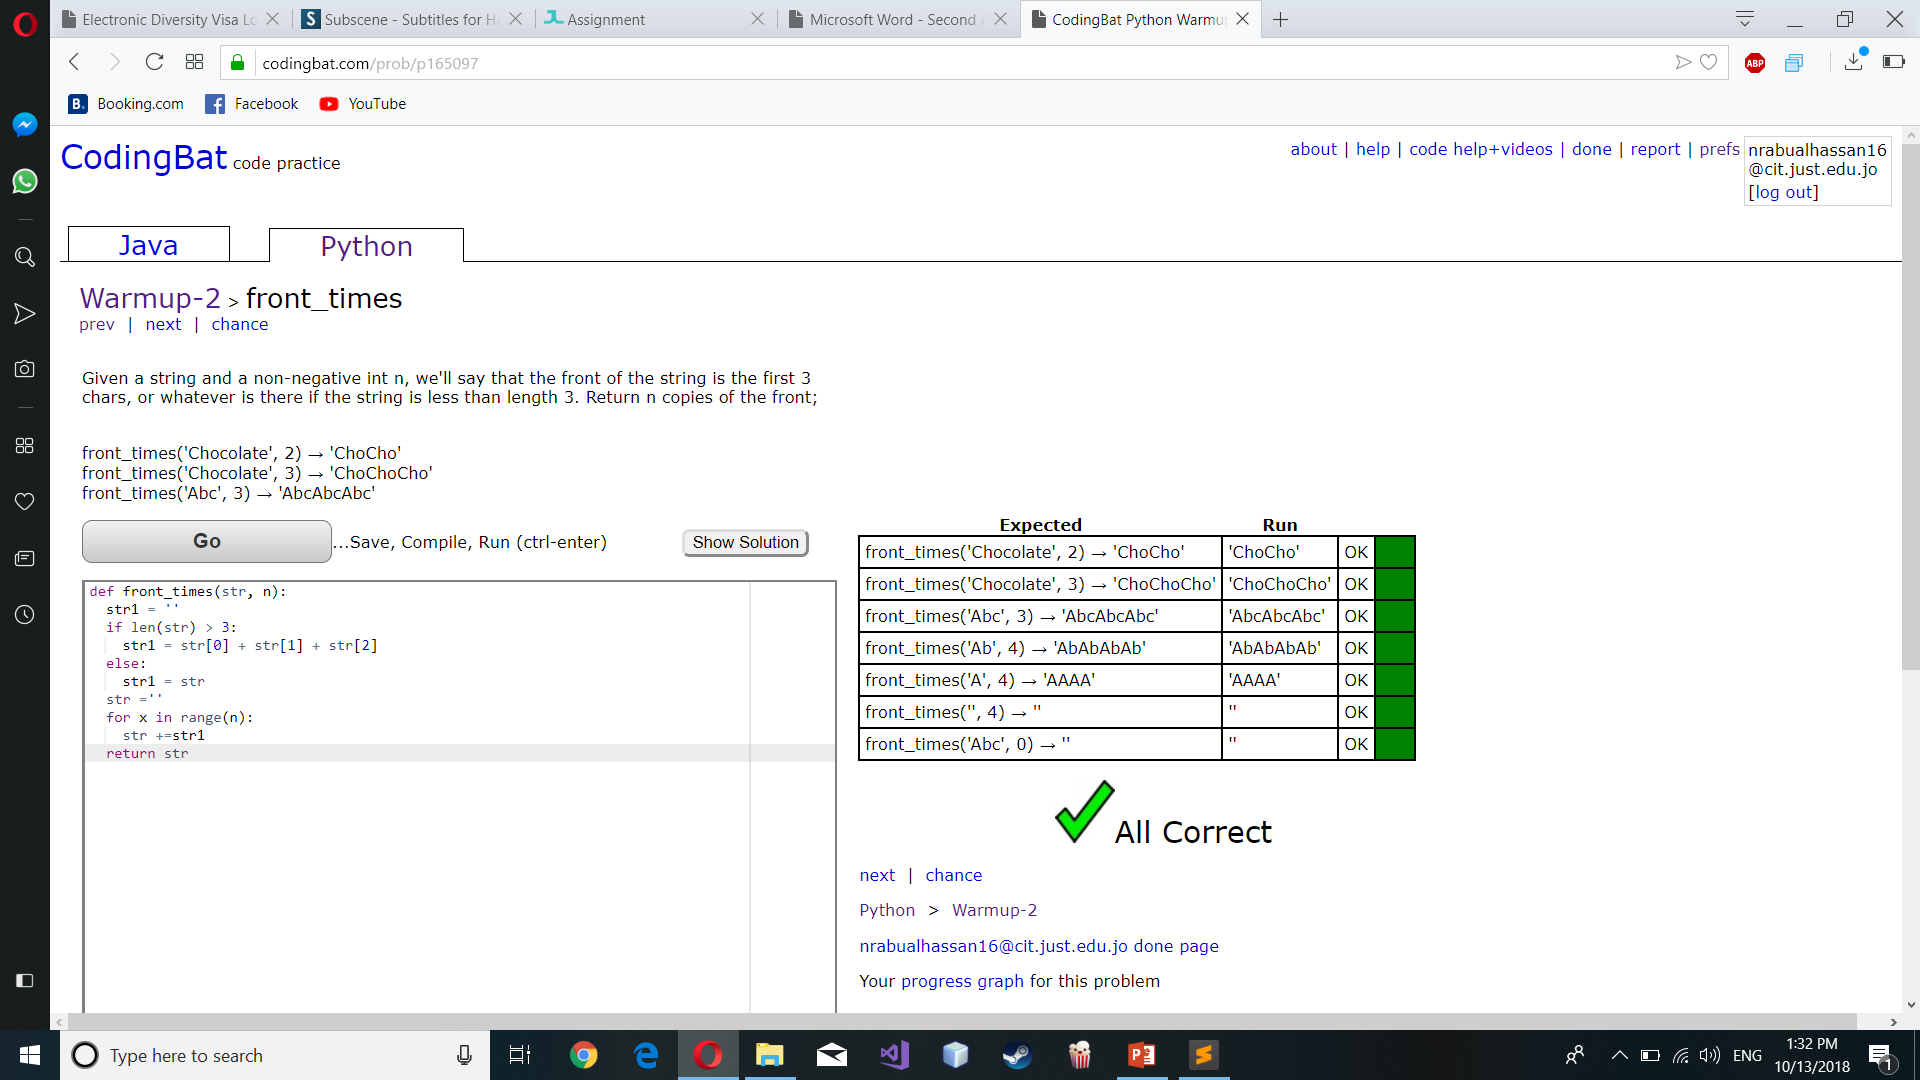 Electronic Diversity Visa Lo
Subscene - Subtitles for H
Assignment
Microsoft Word - Second
CodingBat Python Warmu
codingbat.com/prob/p165097
ABP
B. Booking.com
Facebook
YouTube
CodingBat code practice
about | help | code help+videos | done | report | prefs
nrabualhassan16
@cit.just.edu.jo
[log out]
Java
Python
Warmup-2 > front_times
prev | next | chance
Given a string and a non-negative int n, we'll say that the front of the string is the first 3
chars, or whatever is there if the string is less than length 3. Return n copies of the front;
front_times('Chocolate', 2) → 'ChoCho'
front_times('Chocolate', 3) → 'ChoChoCho'
front_times('Abc', 3) → 'AbcAbcAbc'
Go
...Save, Compile, Run (ctrl-enter)
Show Solution
def front_times(str, n):
  str1 = ''
  if len(str) > 3:
    str1 = str[0] + str[1] + str[2]
  else:
    str1 = str
  str =''
  for x in range(n):
    str +=str1
  return str
Expected Run
front_times('Chocolate', 2) → 'ChoCho' 'ChoCho' OK
front_times('Chocolate', 3) → 'ChoChoCho' 'ChoChoCho' OK
front_times('Abc', 3) → 'AbcAbcAbc' 'AbcAbcAbc' OK
front_times('Ab', 4) → 'AbAbAbAb' 'AbAbAbAb' OK
front_times('A', 4) → 'AAAA' 'AAAA' OK
front_times('', 4) → '' '' OK
front_times('Abc', 0) → '' '' OK
All Correct
next | chance
Python > Warmup-2
nrabualhassan16@cit.just.edu.jo done page
Your progress graph for this problem
Type here to search
ENG
1:32 PM
10/13/2018
1